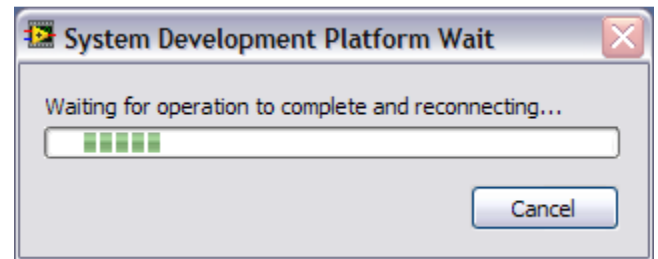 System Development Platform Wait
Waiting for operation to complete and reconnecting...
Cancel